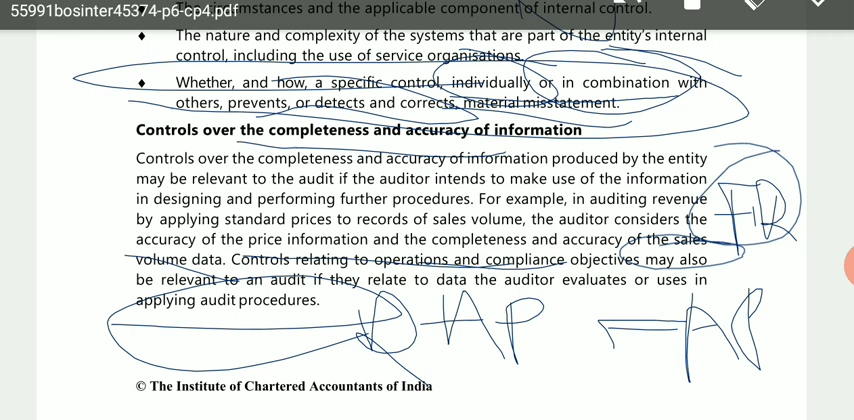 55991bosinter45374-p6-cp4.pdf
circumstances and the applicable component of internal control.
♦ The nature and complexity of the systems that are part of the entity's internal
control, including the use of service organisations.
♦ Whether, and how, a specific control, individually or in combination with
others, prevents, or detects and corrects, material misstatement.
Controls over the completeness and accuracy of information
Controls over the completeness and accuracy of information produced by the entity
may be relevant to the audit if the auditor intends to make use of the information
in designing and performing further procedures. For example, in auditing revenue
by applying standard prices to records of sales volume, the auditor considers the
accuracy of the price information and the completeness and accuracy of the sales
volume data. Controls relating to operations and compliance objectives may also
be relevant to an audit if they relate to data the auditor evaluates or uses in
applying audit procedures.
© The Institute of Chartered Accountants of India